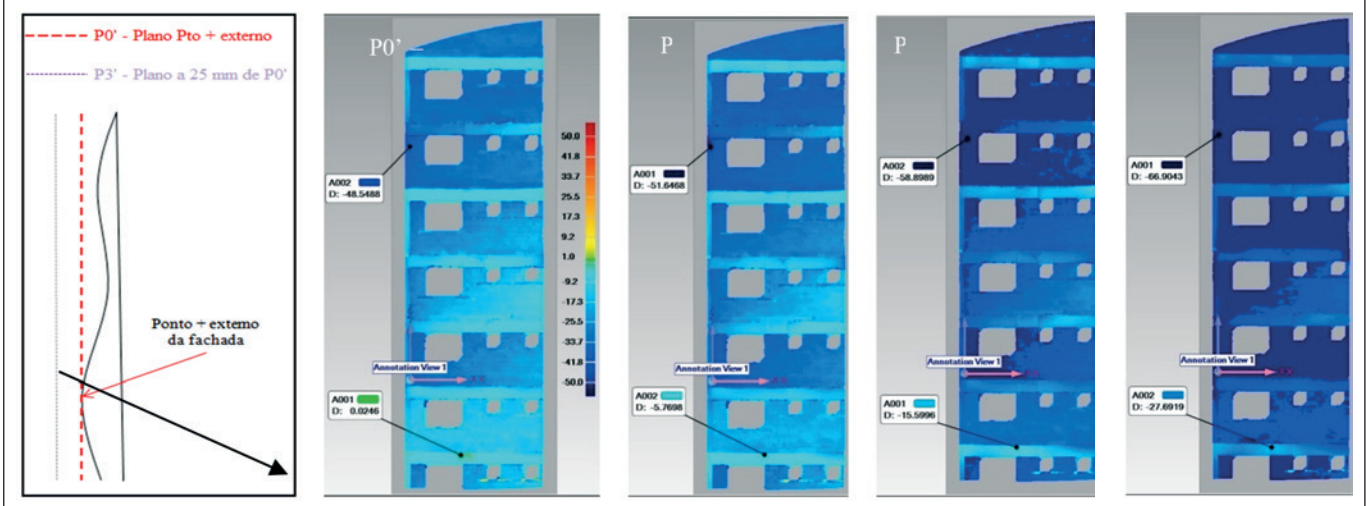 P0' - Plano Pto + externo
P3' - Plano a 25 mm de P0'
Ponto + externo
da fachada
P0' –
A002
D: -48.5488
50.0
41.8
33.7
25.5
17.3
9.2
1.0
-9.2
-17.3
-25.5
-33.7
-41.8
-50.0
Annotation View 1
A001
D: 0.0246
P
A001
D: -51.6468
Annotation View 1
A002
D: -5.7698
P
A002
D: -58.8989
Annotation View 1
A001
D: -15.5996
A001
D: -66.9043
Annotation View 1
A002
D: -27.6919